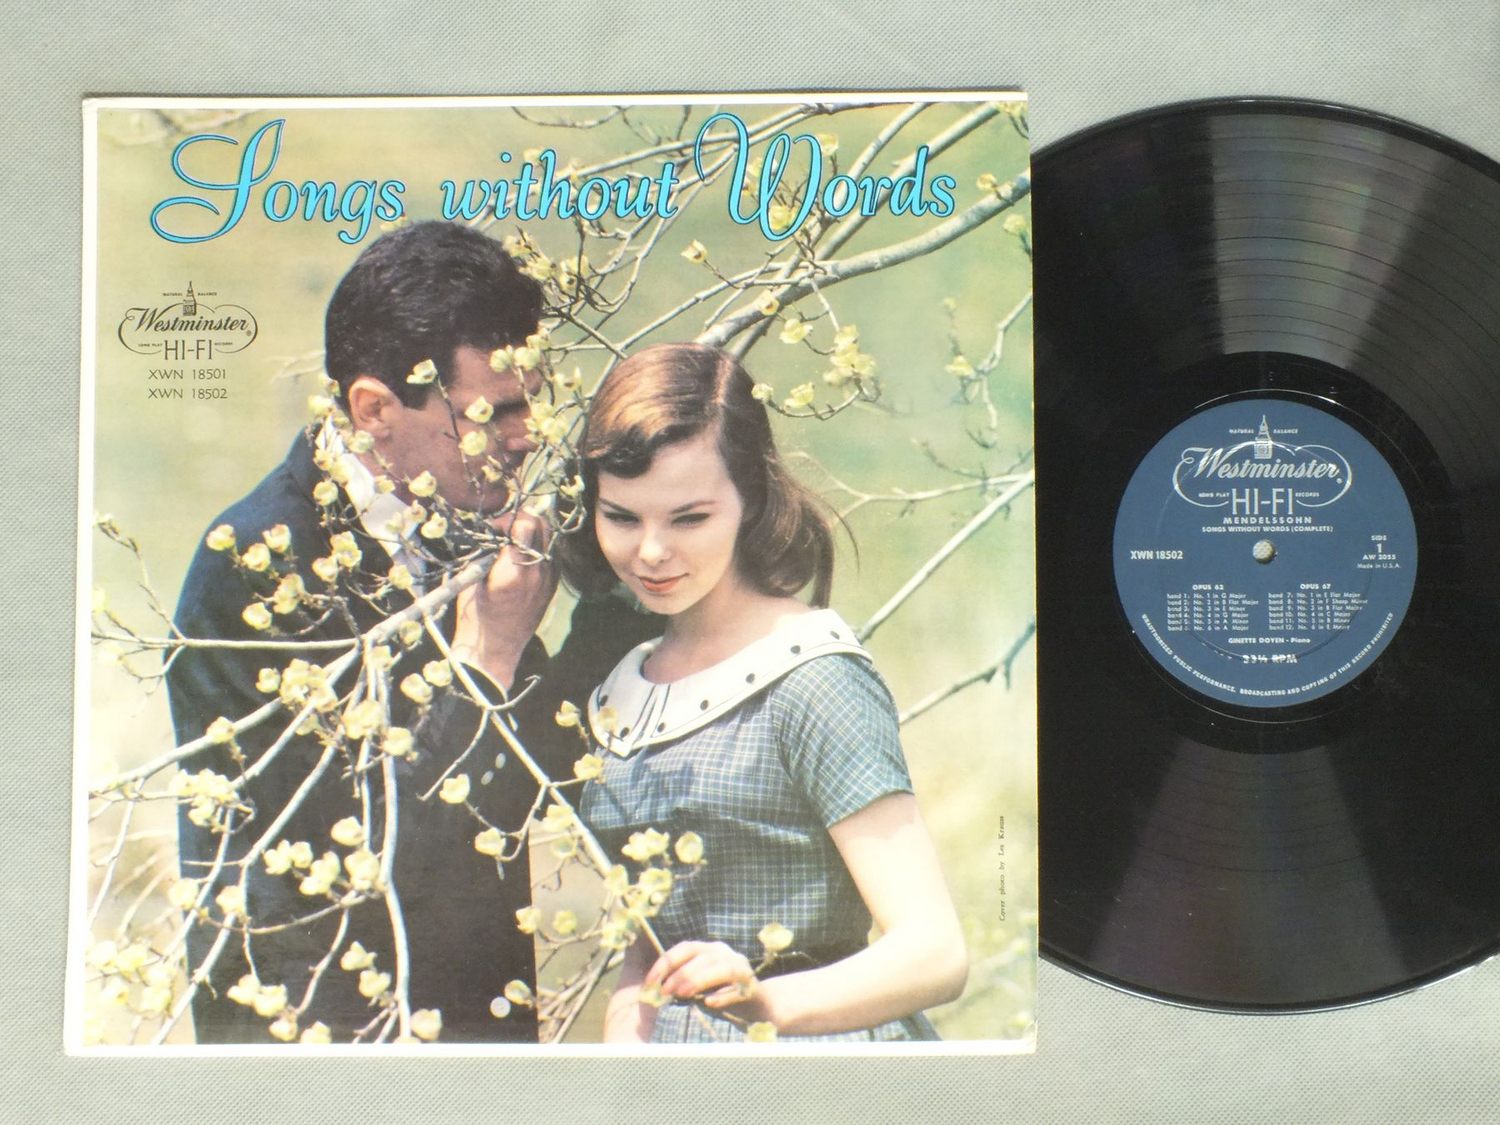 Songs without Words
NATURAL BALANCE
Westminster®
LONG PLAY HI-FI RECORDS
XWN 18501
XWN 18502
Cover photo by Les Krauss
NATURAL BALANCE
Westminster®
LONG PLAY HI-FI RECORDS
MENDELSSOHN
SONGS WITHOUT WORDS (COMPLETE)
XWN 18502
SIDE
1
AW 2055
Made in U.S.A.
OPUS 62
band 1: No. 1 in G Major
band 2: No. 2 in B Flat Major
band 3: No. 3 in E Minor
band 4: No. 4 in G Major
band 5: No. 5 in A Minor
band 6: No. 6 in A Major
OPUS 67
band 7: No. 1 in E Flat Major
band 8: No. 2 in F Sharp Minor
band 9: No. 3 in B Flat Major
band 10: No. 4 in C Major
band 11: No. 5 in B Minor
band 12: No. 6 in E Major
GINETTE DOYEN - Piano
33⅓ RPM
UNAUTHORIZED PUBLIC PERFORMANCE, BROADCASTING AND COPYING OF THIS RECORD PROHIBITED